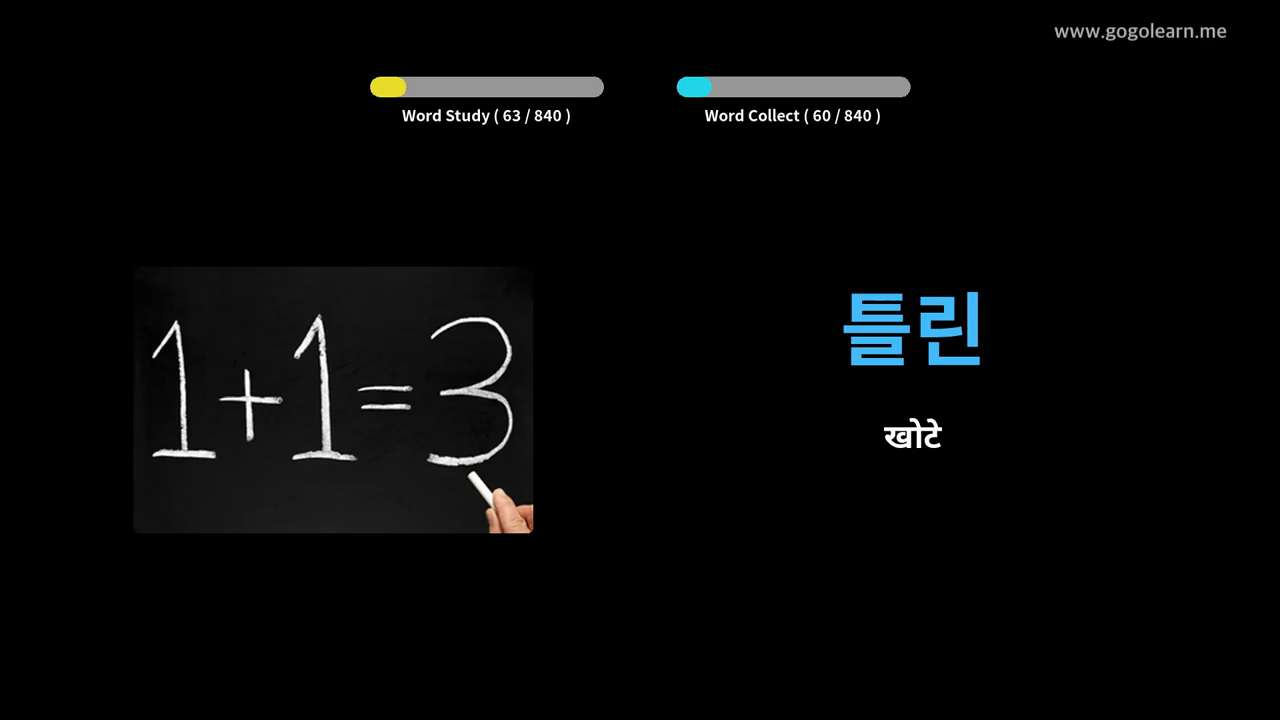 www.gogolearn.me
Word Study ( 63 / 840 )
Word Collect ( 60 / 840 )
1+1=3
틀린
खोटे